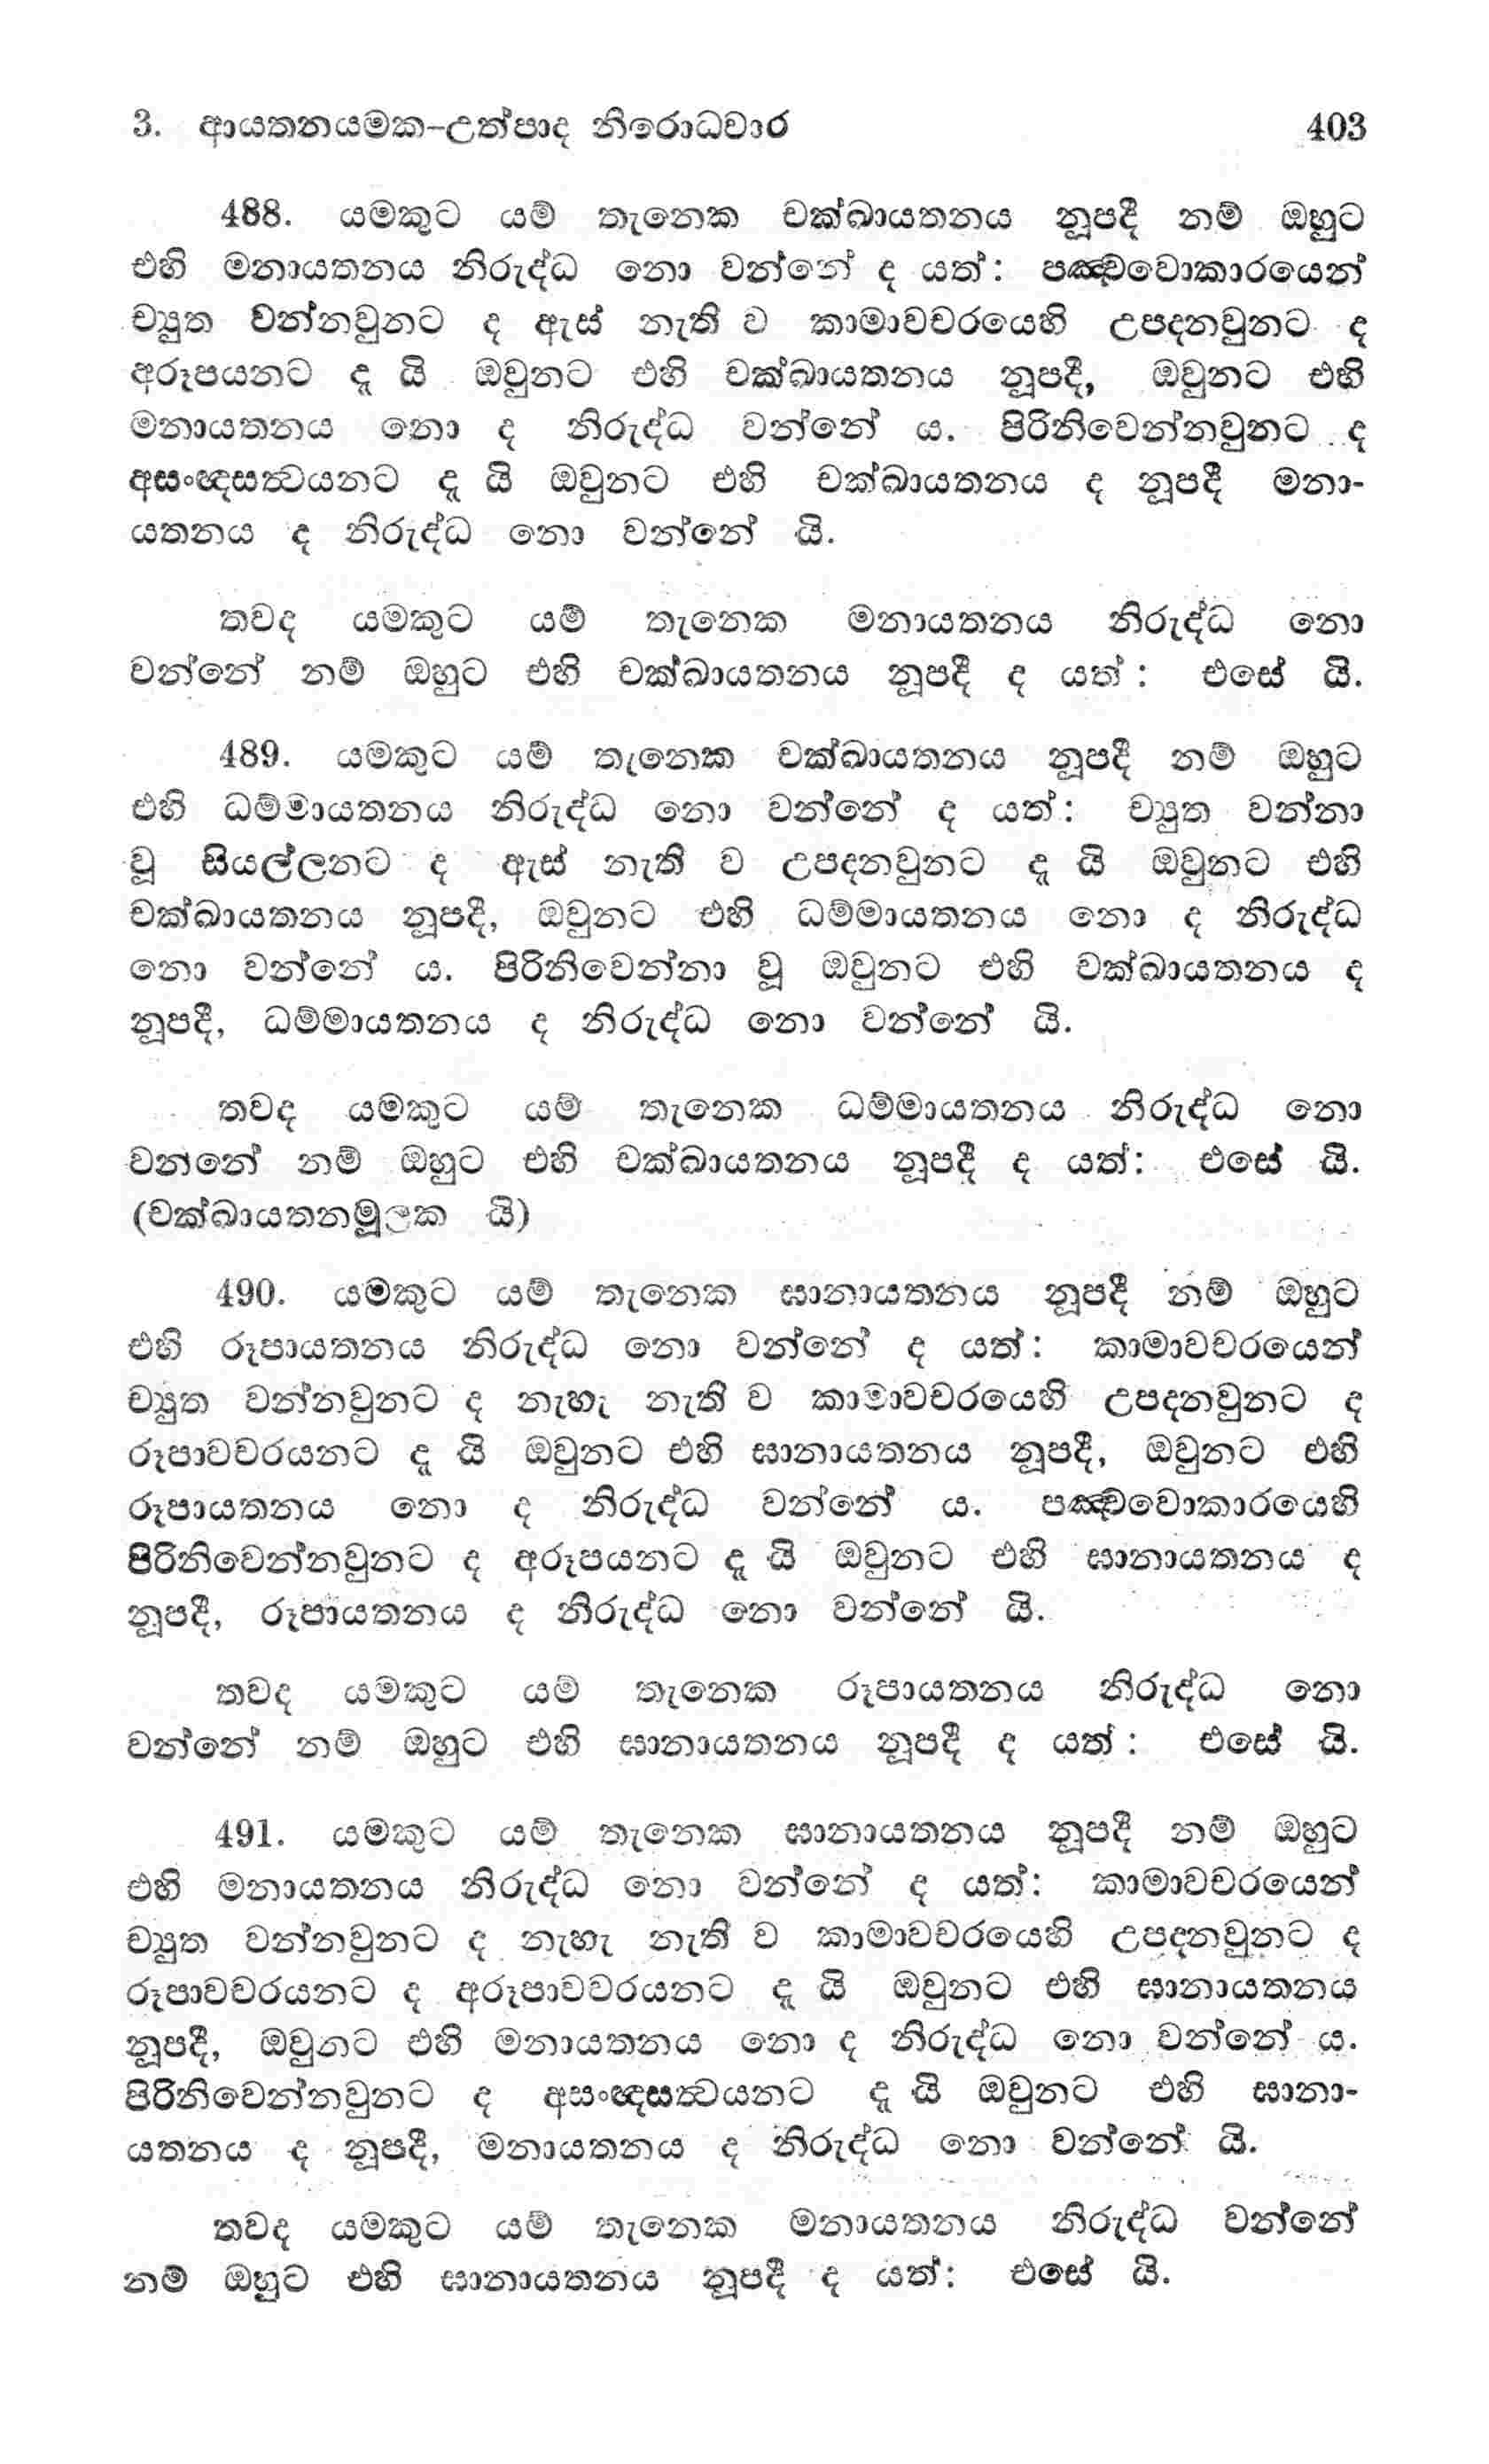 3. ආයතනයමක-උත්පාද නිරොධවාර 403
488. යමකුට යම් තැනෙක චක්ඛායතනය නූපදී නම් ඔහුට
එහි මනායතනය නිරුද්ධ නො වන්නේ ද යත්: පඤ්චවොකාරයෙන්
ච්‍යුත වන්නවුනට ද ඇස් නැති ව කාමාවචරයෙහි උපදනවුනට ද
අරූපයනට දැ යි ඔවුනට එහි චක්ඛායතනය නූපදී, ඔවුනට එහි
මනායතනය නො ද නිරුද්ධ වන්නේ ය. පිරිනිවෙන්නවුනට ද
අසංඥසත්‍වයනට දැ යි ඔවුනට එහි චක්ඛායතනය ද නූපදී මනා-
යතනය ද නිරුද්ධ නො වන්නේ යි.
තවද යමකුට යම් තැනෙක මනායතනය නිරුද්ධ නො
වන්නේ නම් ඔහුට එහි චක්ඛායතනය නූපදී ද යත් : එසේ යි.
489. යමකුට යම් තැනෙක චක්ඛායතනය නූපදී නම් ඔහුට
එහි ධම්මායතනය නිරුද්ධ නො වන්නේ ද යත්: ච්‍යුත වන්නා
වූ සියල්ලනට ද ඇස් නැති ව උපදනවුනට දැ යි ඔවුනට එහි
චක්ඛායතනය නූපදී, ඔවුනට එහි ධම්මායතනය නො ද නිරුද්ධ
නො වන්නේ ය. පිරිනිවෙන්නා වූ ඔවුනට එහි චක්ඛායතනය ද
නූපදී, ධම්මායතනය ද නිරුද්ධ නො වන්නේ යි.
තවද යමකුට යම් තැනෙක ධම්මායතනය නිරුද්ධ නො
වන්නේ නම් ඔහුට එහි චක්ඛායතනය නූපදී ද යත්: එසේ යි.
(චක්ඛායතනමූලක යි)
490. යමකුට යම් තැනෙක ඝානායතනය නූපදී නම් ඔහුට
එහි රූපායතනය නිරුද්ධ නො වන්නේ ද යත්: කාමාවචරයෙන්
ච්‍යුත වන්නවුනට ද නැහැ නැති ව කාමාවචරයෙහි උපදනවුනට ද
රූපාවචරයනට දැ යි ඔවුනට එහි ඝානායතනය නූපදී, ඔවුනට එහි
රූපායතනය නො ද නිරුද්ධ වන්නේ ය. පඤ්චවොකාරයෙහි
පිරිනිවෙන්නවුනට ද අරූපයනට දැ යි ඔවුනට එහි ඝානායතනය ද
නූපදී, රූපායතනය ද නිරුද්ධ නො වන්නේ යි.
තවද යමකුට යම් තැනෙක රූපායතනය නිරුද්ධ නො
වන්නේ නම් ඔහුට එහි ඝානායතනය නූපදී ද යත් : එසේ යි.
491. යමකුට යම් තැනෙක ඝානායතනය නූපදී නම් ඔහුට
එහි මනායතනය නිරුද්ධ නො වන්නේ ද යත්: කාමාවචරයෙන්
ච්‍යුත වන්නවුනට ද නැහැ නැති ව කාමාවචරයෙහි උපදනවුනට ද
රූපාවචරයනට ද අරූපාවචරයනට දැ යි ඔවුනට එහි ඝානායතනය
නූපදී, ඔවුනට එහි මනායතනය නො ද නිරුද්ධ නො වන්නේ ය.
පිරිනිවෙන්නවුනට ද අසංඥසත්‍වයනට දැ යි ඔවුනට එහි ඝානා-
යතනය ද නූපදී, මනායතනය ද නිරුද්ධ නො වන්නේ යි.
තවද යමකුට යම් තැනෙක මනායතනය නිරුද්ධ වන්නේ
නම් ඔහුට එහි ඝානායතනය නූපදී ද යත්: එසේ යි.